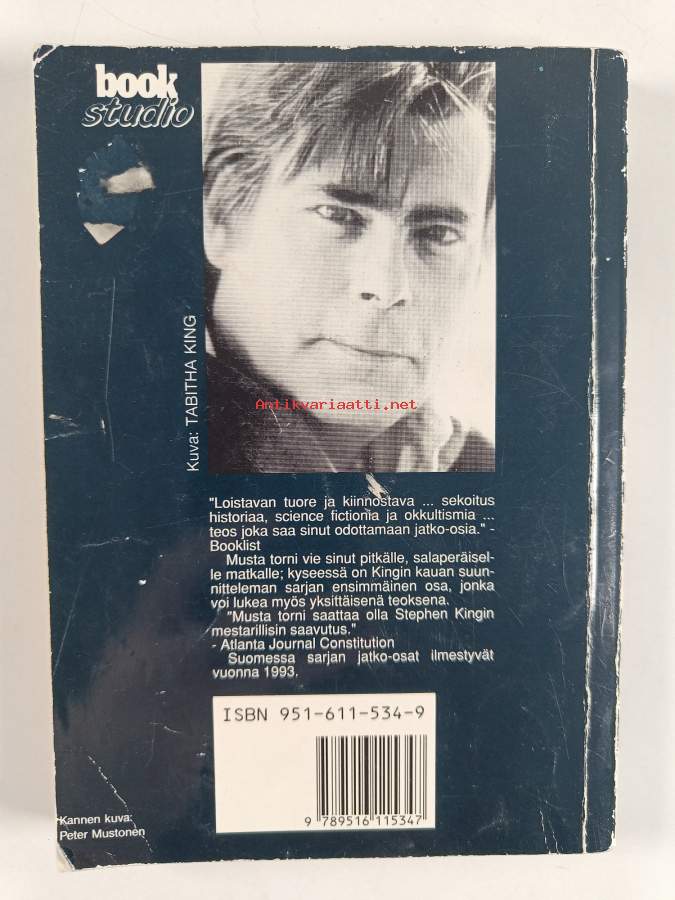 book
studio
Kuva: TABITHA KING
Antikvariaatti.net
"Loistavan tuore ja kiinnostava ... sekoitus
historiaa, science fictionia ja okkultismia ...
teos joka saa sinut odottamaan jatko-osia." -
Booklist
Musta torni vie sinut pitkälle, salaperäisel-
le matkalle; kyseessä on Kingin kauan suun-
nitteleman sarjan ensimmäinen osa, jonka
voi lukea myös yksittäisenä teoksena.
"Musta torni saattaa olla Stephen Kingin
mestarillisin saavutus."
- Atlanta Journal Constitution
Suomessa sarjan jatko-osat ilmestyvät
vuonna 1993.
ISBN 951-611-534-9
9 789516 115347
Kannen kuva:
Peter Mustonen